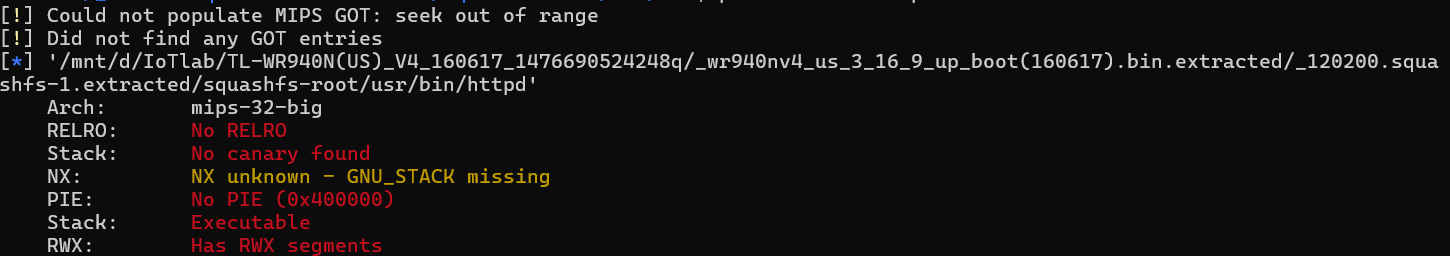 [!] Could not populate MIPS GOT: seek out of range
[!] Did not find any GOT entries
[*] '/mnt/d/IoTlab/TL-WR940N(US)_V4_160617_1476690524248q/_wr940nv4_us_3_16_9_up_boot(160617).bin.extracted/_120200.squa
shfs-1.extracted/squashfs-root/usr/bin/httpd'
    Arch:       mips-32-big
    RELRO:      No RELRO
    Stack:      No canary found
    NX:         NX unknown - GNU_STACK missing
    PIE:        No PIE (0x400000)
    Stack:      Executable
    RWX:        Has RWX segments